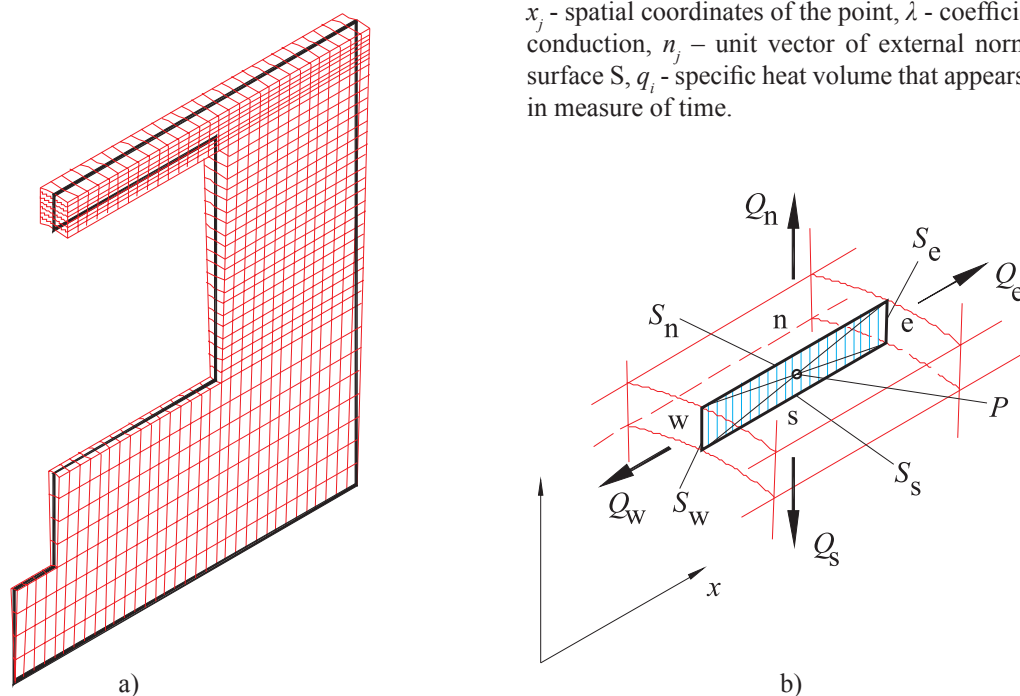 x_j - spatial coordinates of the point, λ - coeffici
conduction, n_j – unit vector of external norm
surface S, q_i - specific heat volume that appears
in measure of time.
Q_n
S_e
Q_e
S_n
n
e
w
s
P
Q_w
S_w
S_s
Q_s
x
a)
b)